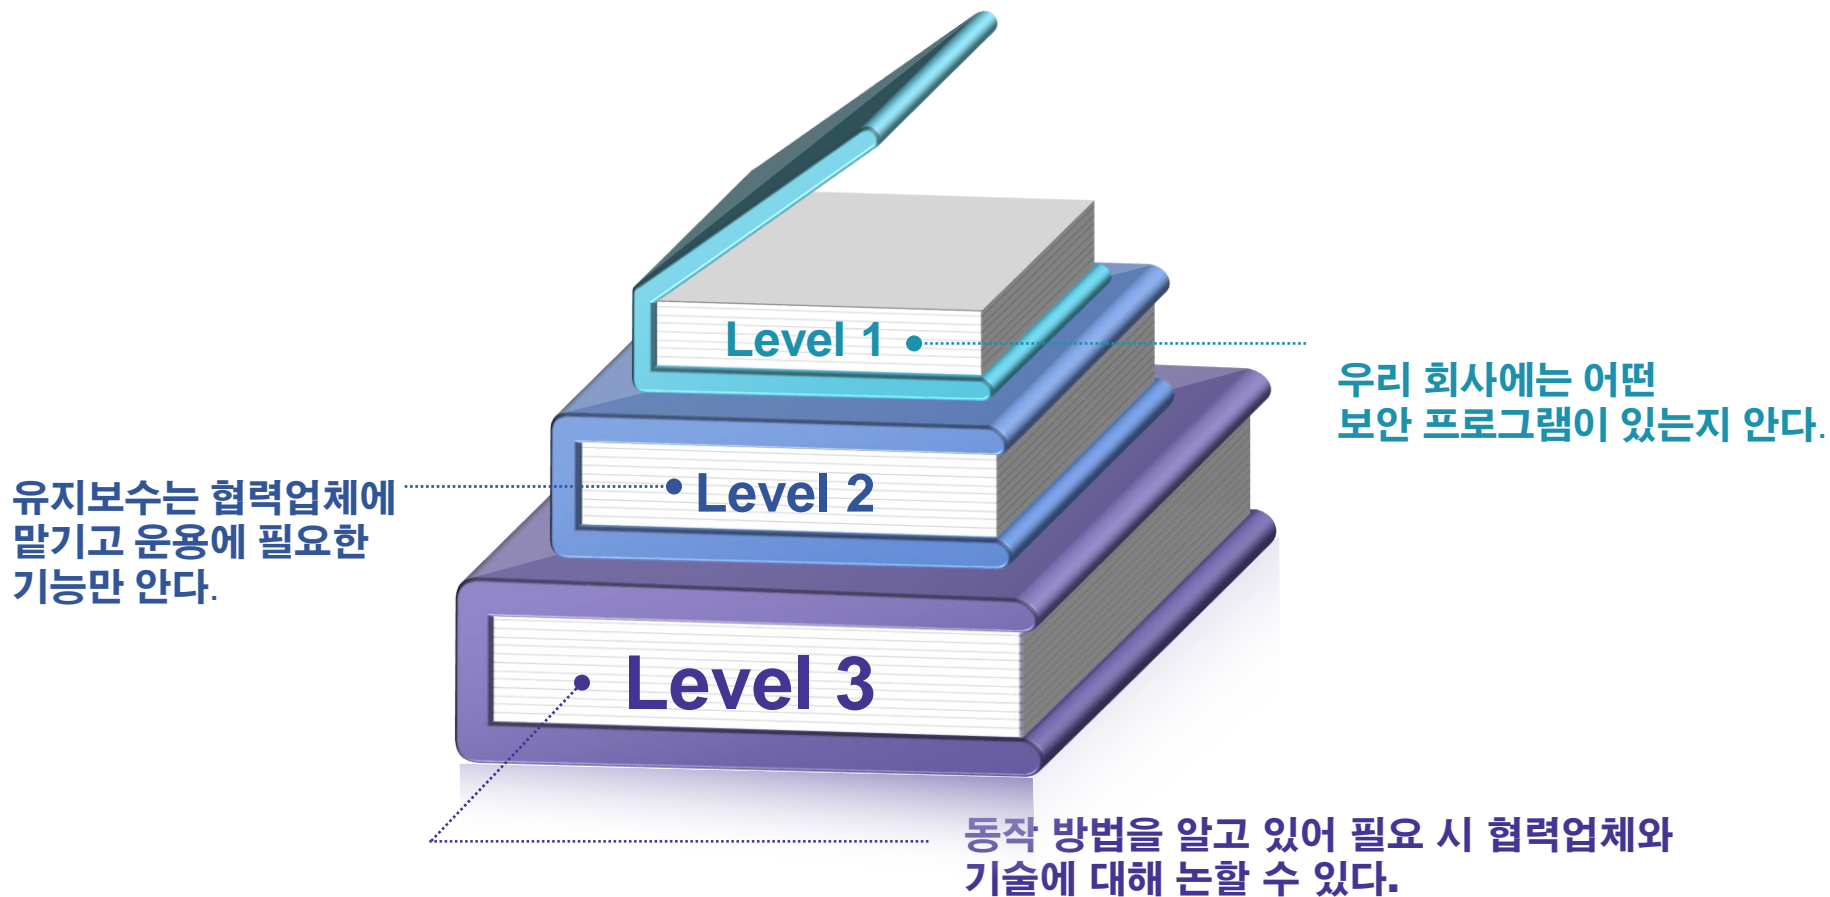 Level 1
우리 회사에는 어떤
보안 프로그램이 있는지 안다.
Level 2
유지보수는 협력업체에
맡기고 운용에 필요한
기능만 안다.
Level 3
동작 방법을 알고 있어 필요 시 협력업체와
기술에 대해 논할 수 있다.